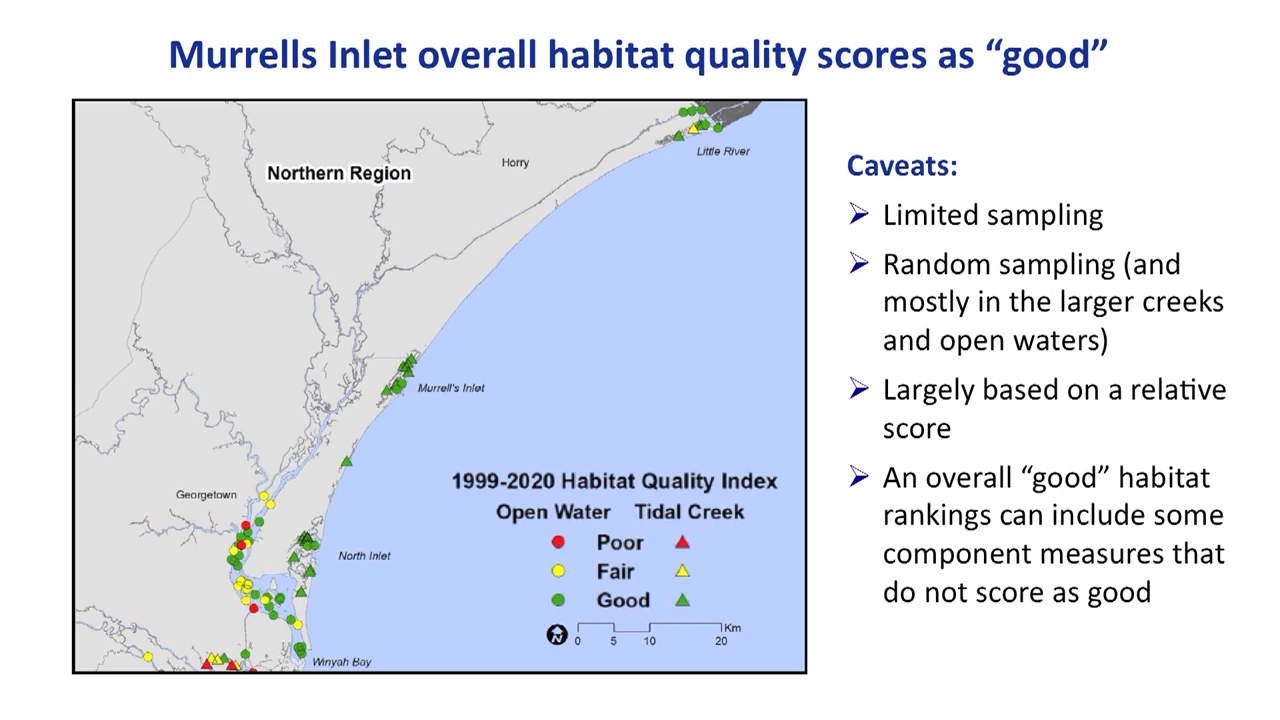 Murrells Inlet overall habitat quality scores as “good”
Northern Region
Horry
Little River
Murrell's Inlet
Georgetown
North Inlet
Winyah Bay
1999-2020 Habitat Quality Index
Open Water Tidal Creek
Poor
Fair
Good
N
Km
0 5 10 20
Caveats:
Limited sampling
Random sampling (and
mostly in the larger creeks
and open waters)
Largely based on a relative
score
An overall “good” habitat
rankings can include some
component measures that
do not score as good